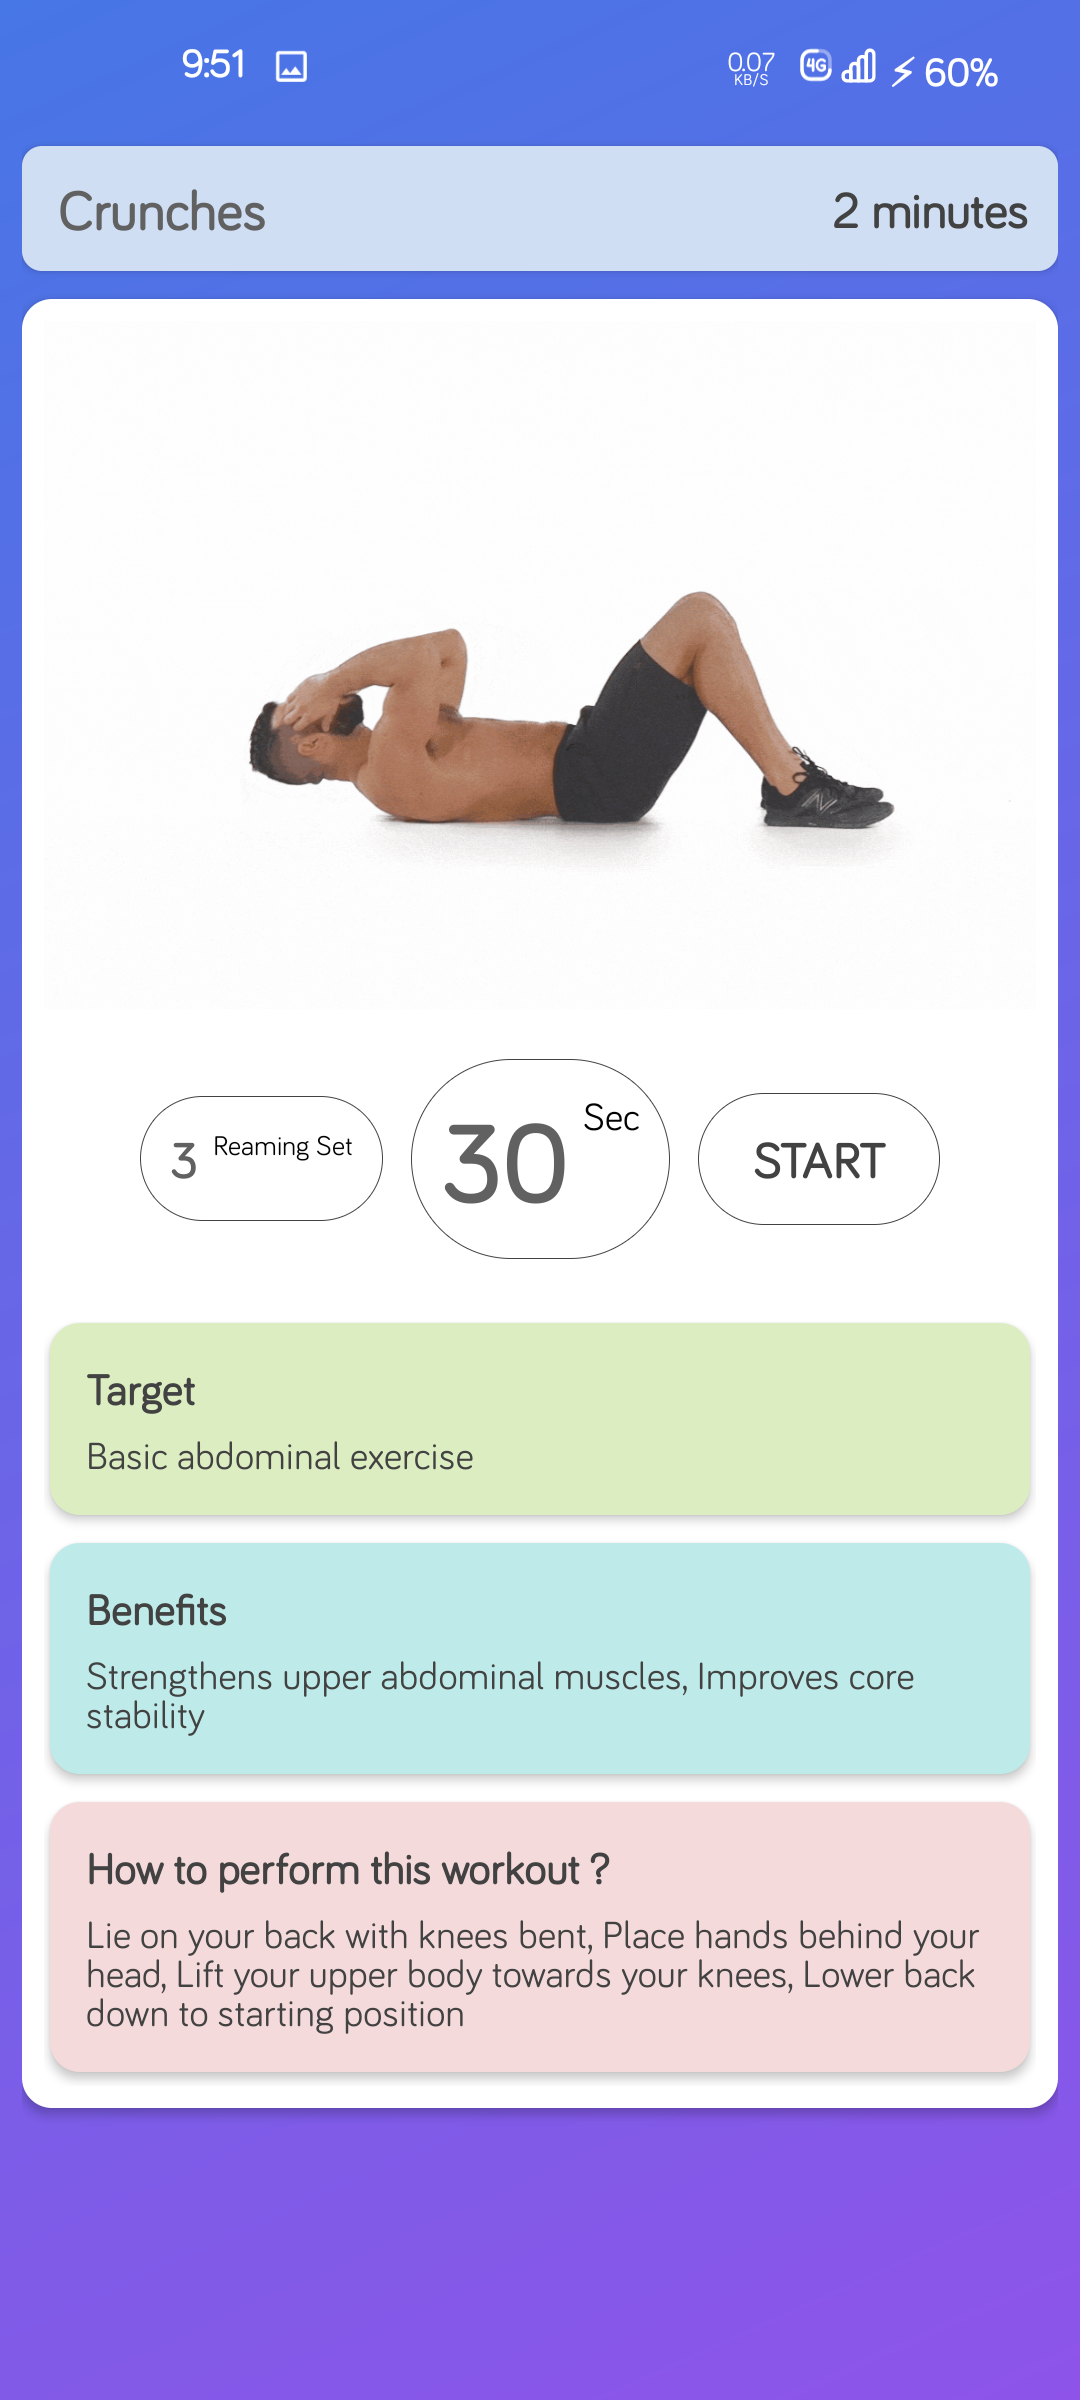 9:51
0.07
KB/S
4G
60%
Crunches
2 minutes
3 Reaming Set
30 Sec
START
Target
Basic abdominal exercise
Benefits
Strengthens upper abdominal muscles, Improves core
stability
How to perform this workout ?
Lie on your back with knees bent, Place hands behind your
head, Lift your upper body towards your knees, Lower back
down to starting position